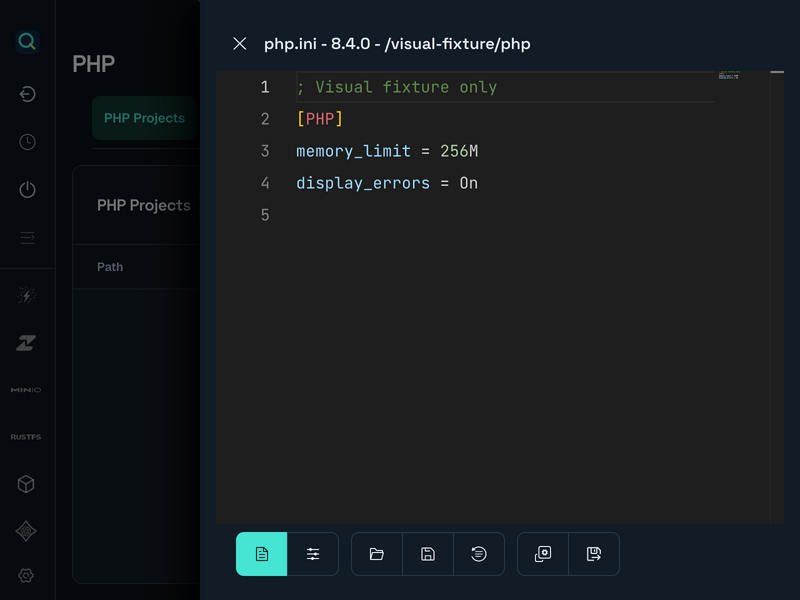 php.ini - 8.4.0 - /visual-fixture/php
PHP
PHP Projects
PHP Projects
Path
MINIO
RUSTFS
1 ; Visual fixture only
2 [PHP]
3 memory_limit = 256M
4 display_errors = On
5